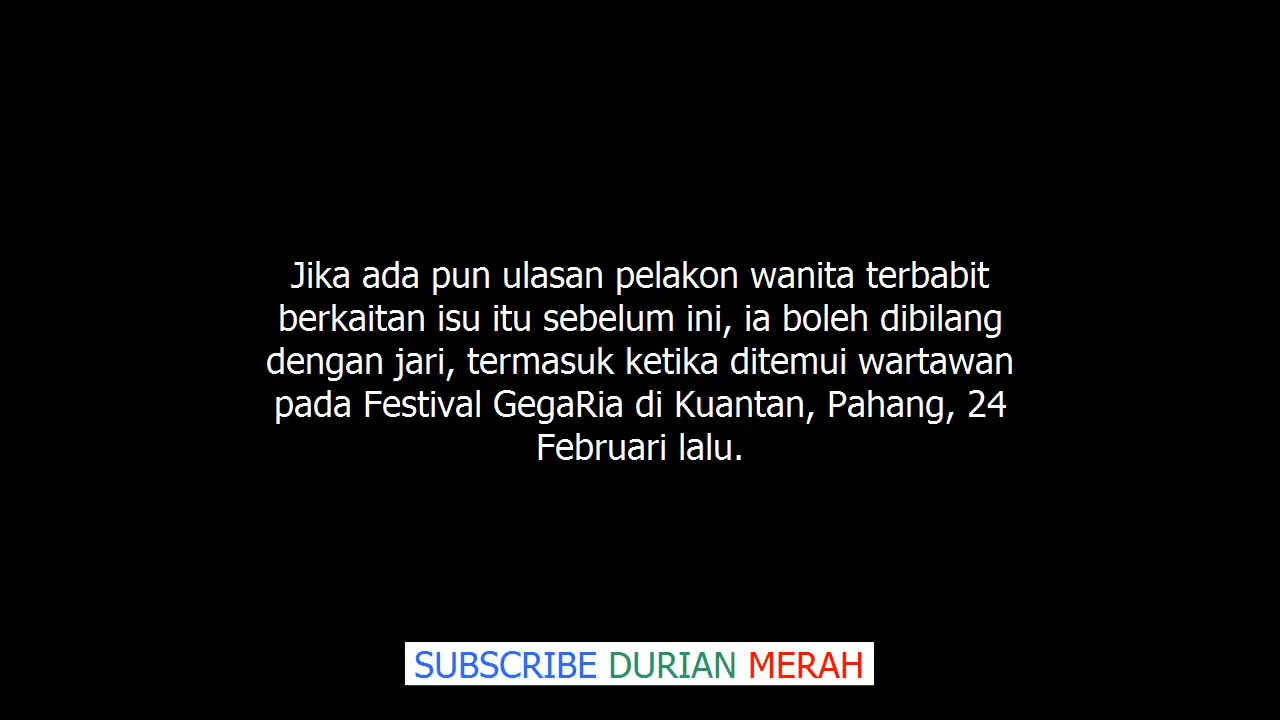 Jika ada pun ulasan pelakon wanita terbabit
berkaitan isu itu sebelum ini, ia boleh dibilang
dengan jari, termasuk ketika ditemui wartawan
pada Festival GegaRia di Kuantan, Pahang, 24
Februari lalu.
SUBSCRIBE DURIAN MERAH